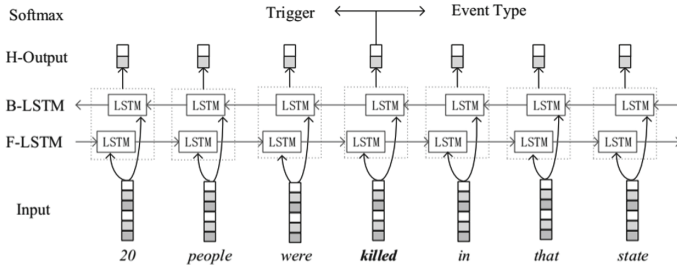 Softmax Trigger Event Type
H-Output
B-LSTM LSTM LSTM LSTM LSTM LSTM LSTM LSTM
F-LSTM LSTM LSTM LSTM LSTM LSTM LSTM LSTM
Input
20 people were killed in that state